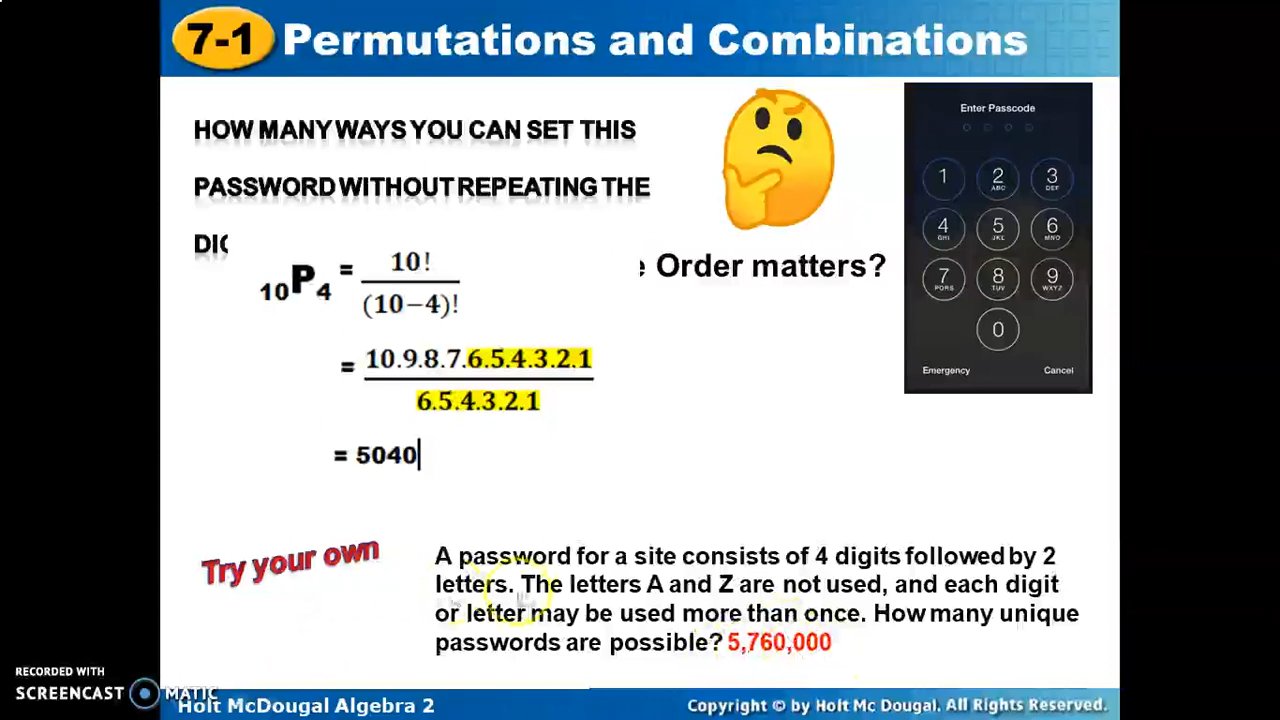 7-1 Permutations and Combinations
HOW MANY WAYS YOU CAN SET THIS
PASSWORD WITHOUT REPEATING THE
Order matters?
10P4 = 10! / (10−4)!
= 10.9.8.7.6.5.4.3.2.1 / 6.5.4.3.2.1
= 5040
Enter Passcode
1
2 ABC
3 DEF
4 GHI
5 JKL
6 MNO
7 PQRS
8 TUV
9 WXYZ
0
Emergency Cancel
Try your own
A password for a site consists of 4 digits followed by 2
letters. The letters A and Z are not used, and each digit
or letter may be used more than once. How many unique
passwords are possible? 5,760,000
RECORDED WITH
SCREENCAST MATIC
Holt McDougal Algebra 2
Copyright © by Holt Mc Dougal. All Rights Reserved.